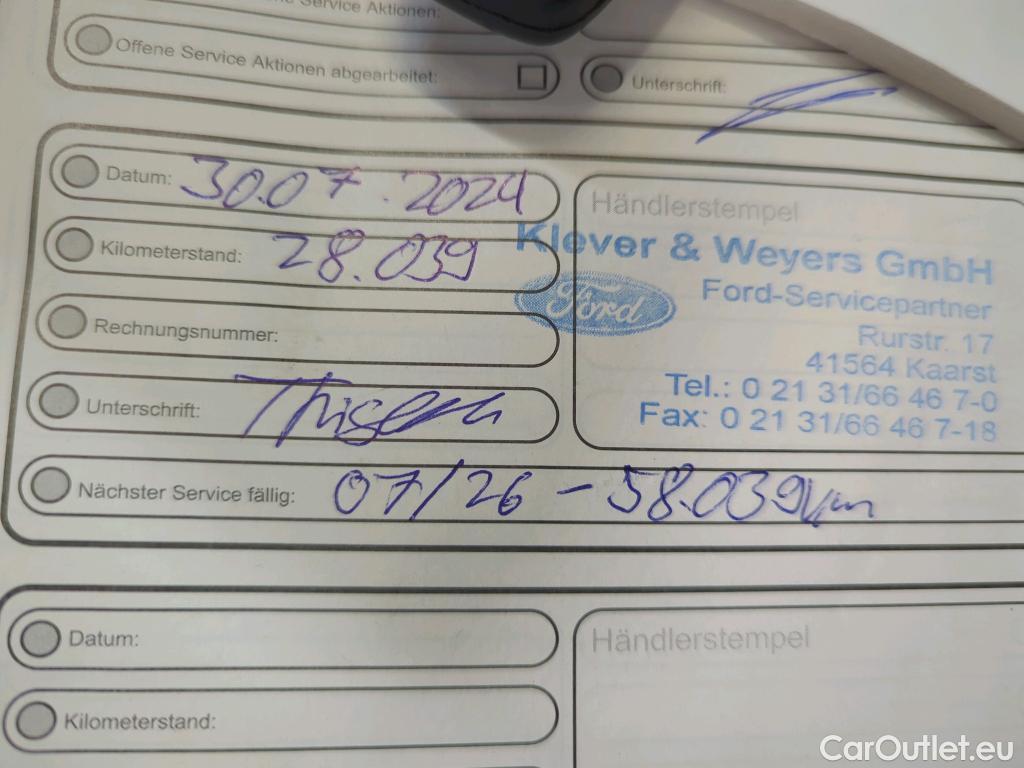 Service Aktionen:
Offene Service Aktionen abgearbeitet:
Unterschrift:
Datum: 30.07.2024
Händlerstempel
Kilometerstand: 28.039
Klever & Weyers GmbH
Ford
Ford-Servicepartner
Rurstr. 17
41564 Kaarst
Tel.: 0 21 31/66 46 7-0
Fax: 0 21 31/66 46 7-18
Rechnungsnummer:
Unterschrift:
Nächster Service fällig: 07/26 - 58.039km
Datum:
Händlerstempel
Kilometerstand:
CarOutlet.eu